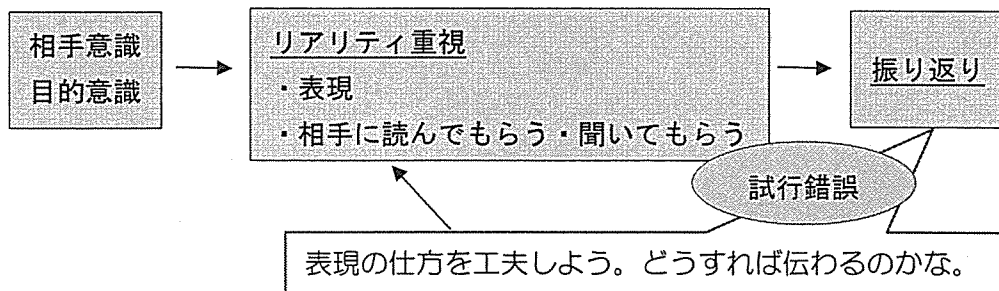 相手意識
目的意識
リアリティ重視
・表現
・相手に読んでもらう・聞いてもらう
振り返り
試行錯誤
表現の仕方を工夫しよう。どうすれば伝わるのかな。